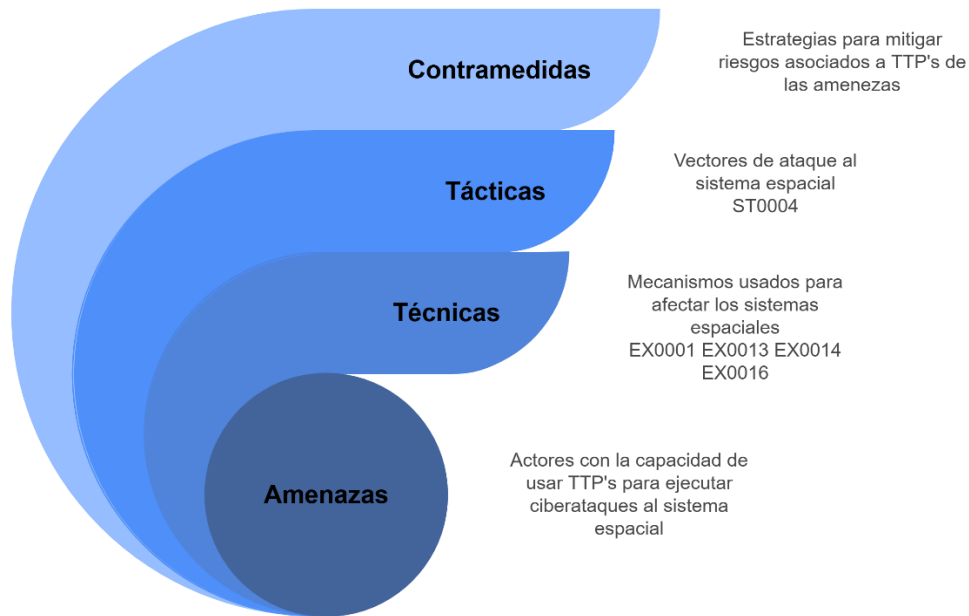 Contramedidas
Estrategias para mitigar
riesgos asociados a TTP's de
las amenezas
Tácticas
Vectores de ataque al
sistema espacial
ST0004
Técnicas
Mecanismos usados para
afectar los sistemas
espaciales
EX0001 EX0013 EX0014
EX0016
Amenazas
Actores con la capacidad de
usar TTP's para ejecutar
ciberataques al sistema
espacial